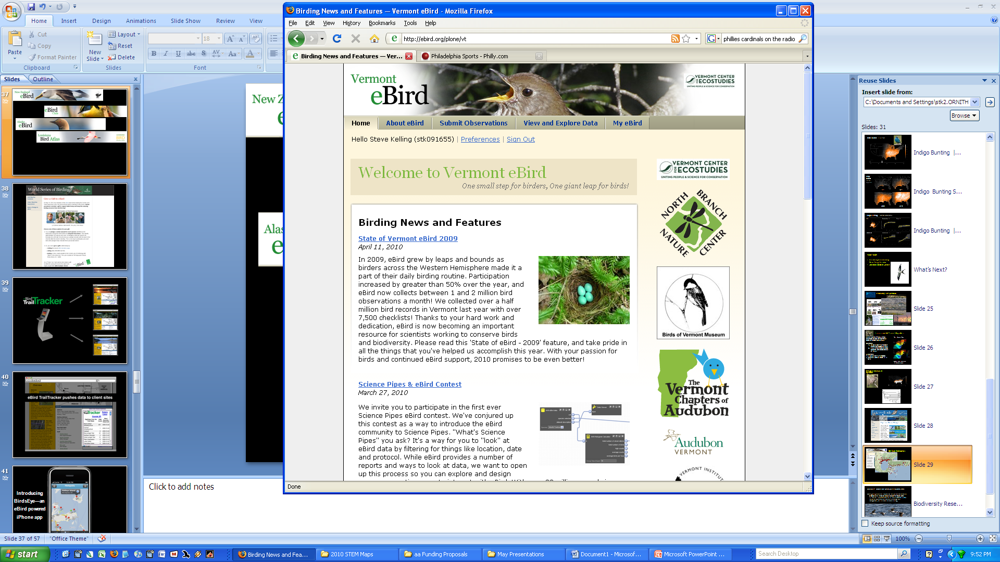 Home
Insert
Design
Animations
Slide Show
Review
View
Paste
Cut
Copy
Format Painter
Clipboard
New
Slide
Layout
Reset
Delete
Slides
18
Font
Slides
Outline
37
New Zealand
eBird
eBird
Alaska
eBird
Louisiana
Bird Atlas
38
World Series of Birding
Give a Gift to eBird
39
eBird
TrailTracker
40
eBird TrailTracker pushes data to client sites
41
Introducing
BirdsEye—an
eBird powered
iPhone app
New Z
Alas
Click to add notes
Slide 37 of 57
"Office Theme"
Birding News and Features — Vermont eBird - Mozilla Firefox
File
Edit
View
History
Bookmarks
Tools
Help
http://ebird.org/plone/vt
phillies cardinals on the radio
Birding News and Features — Ver...
Philadelphia Sports - Philly.com
Vermont
eBird
VERMONT CENTER
FOR ECOSTUDIES
UNITING PEOPLE & SCIENCE FOR CONSERVATION
Home
About eBird
Submit Observations
View and Explore Data
My eBird
Hello Steve Kelling (stk091655) | Preferences | Sign Out
Welcome to Vermont eBird
One small step for birders, One giant leap for birds!
Birding News and Features
State of Vermont eBird 2009
April 11, 2010
In 2009, eBird grew by leaps and bounds as
birders across the Western Hemisphere made it a
part of their daily birding routine. Participation
increased by greater than 50% over the year, and
eBird now collects between 1 and 2 million bird
observations a month! We collected over a half
million bird records in Vermont last year with over
7,500 checklists! Thanks to your hard work and
dedication, eBird is now becoming an important
resource for scientists working to conserve birds
and biodiversity. Please read this 'State of eBird - 2009' feature, and take pride in
all the things that you've helped us accomplish this year. With your passion for
birds and continued eBird support, 2010 promises to be even better!
Science Pipes & eBird Contest
March 27, 2010
We invite you to participate in the first ever
Science Pipes eBird contest. We've conjured up
this contest as a way to introduce the eBird
community to Science Pipes. "What's Science
Pipes" you ask? It's a way for you to "look" at
eBird data by filtering for things like location, date
and protocol. While eBird provides a number of
reports and ways to look at data, we want to open
up this process so you can explore and design
VERMONT CENTER
FOR ECOSTUDIES
UNITING PEOPLE & SCIENCE FOR CONSERVATION
NORTH BRANCH
NATURE CENTER
Birds of Vermont Museum
The
Vermont
Chapters of
Audubon
Audubon
VERMONT
VERMONT INSTIT
Done
Reuse Slides
Insert slide from:
C:\Documents and Settings\stk2.ORNITH
Browse
Slides: 31
Indigo Bunting |...
Indigo Bunting S...
Indigo Bunting |...
What's Next?
Slide 25
Slide 26
Slide 27
Slide 28
Slide 29
Biodiversity Rese...
Keep source formatting
100%
start
Birding News and Fea...
2010 STEM Maps
aa Funding Proposals
May Presentations
Document1 - Microsof...
Microsoft PowerPoint ...
Search Desktop
9:52 PM